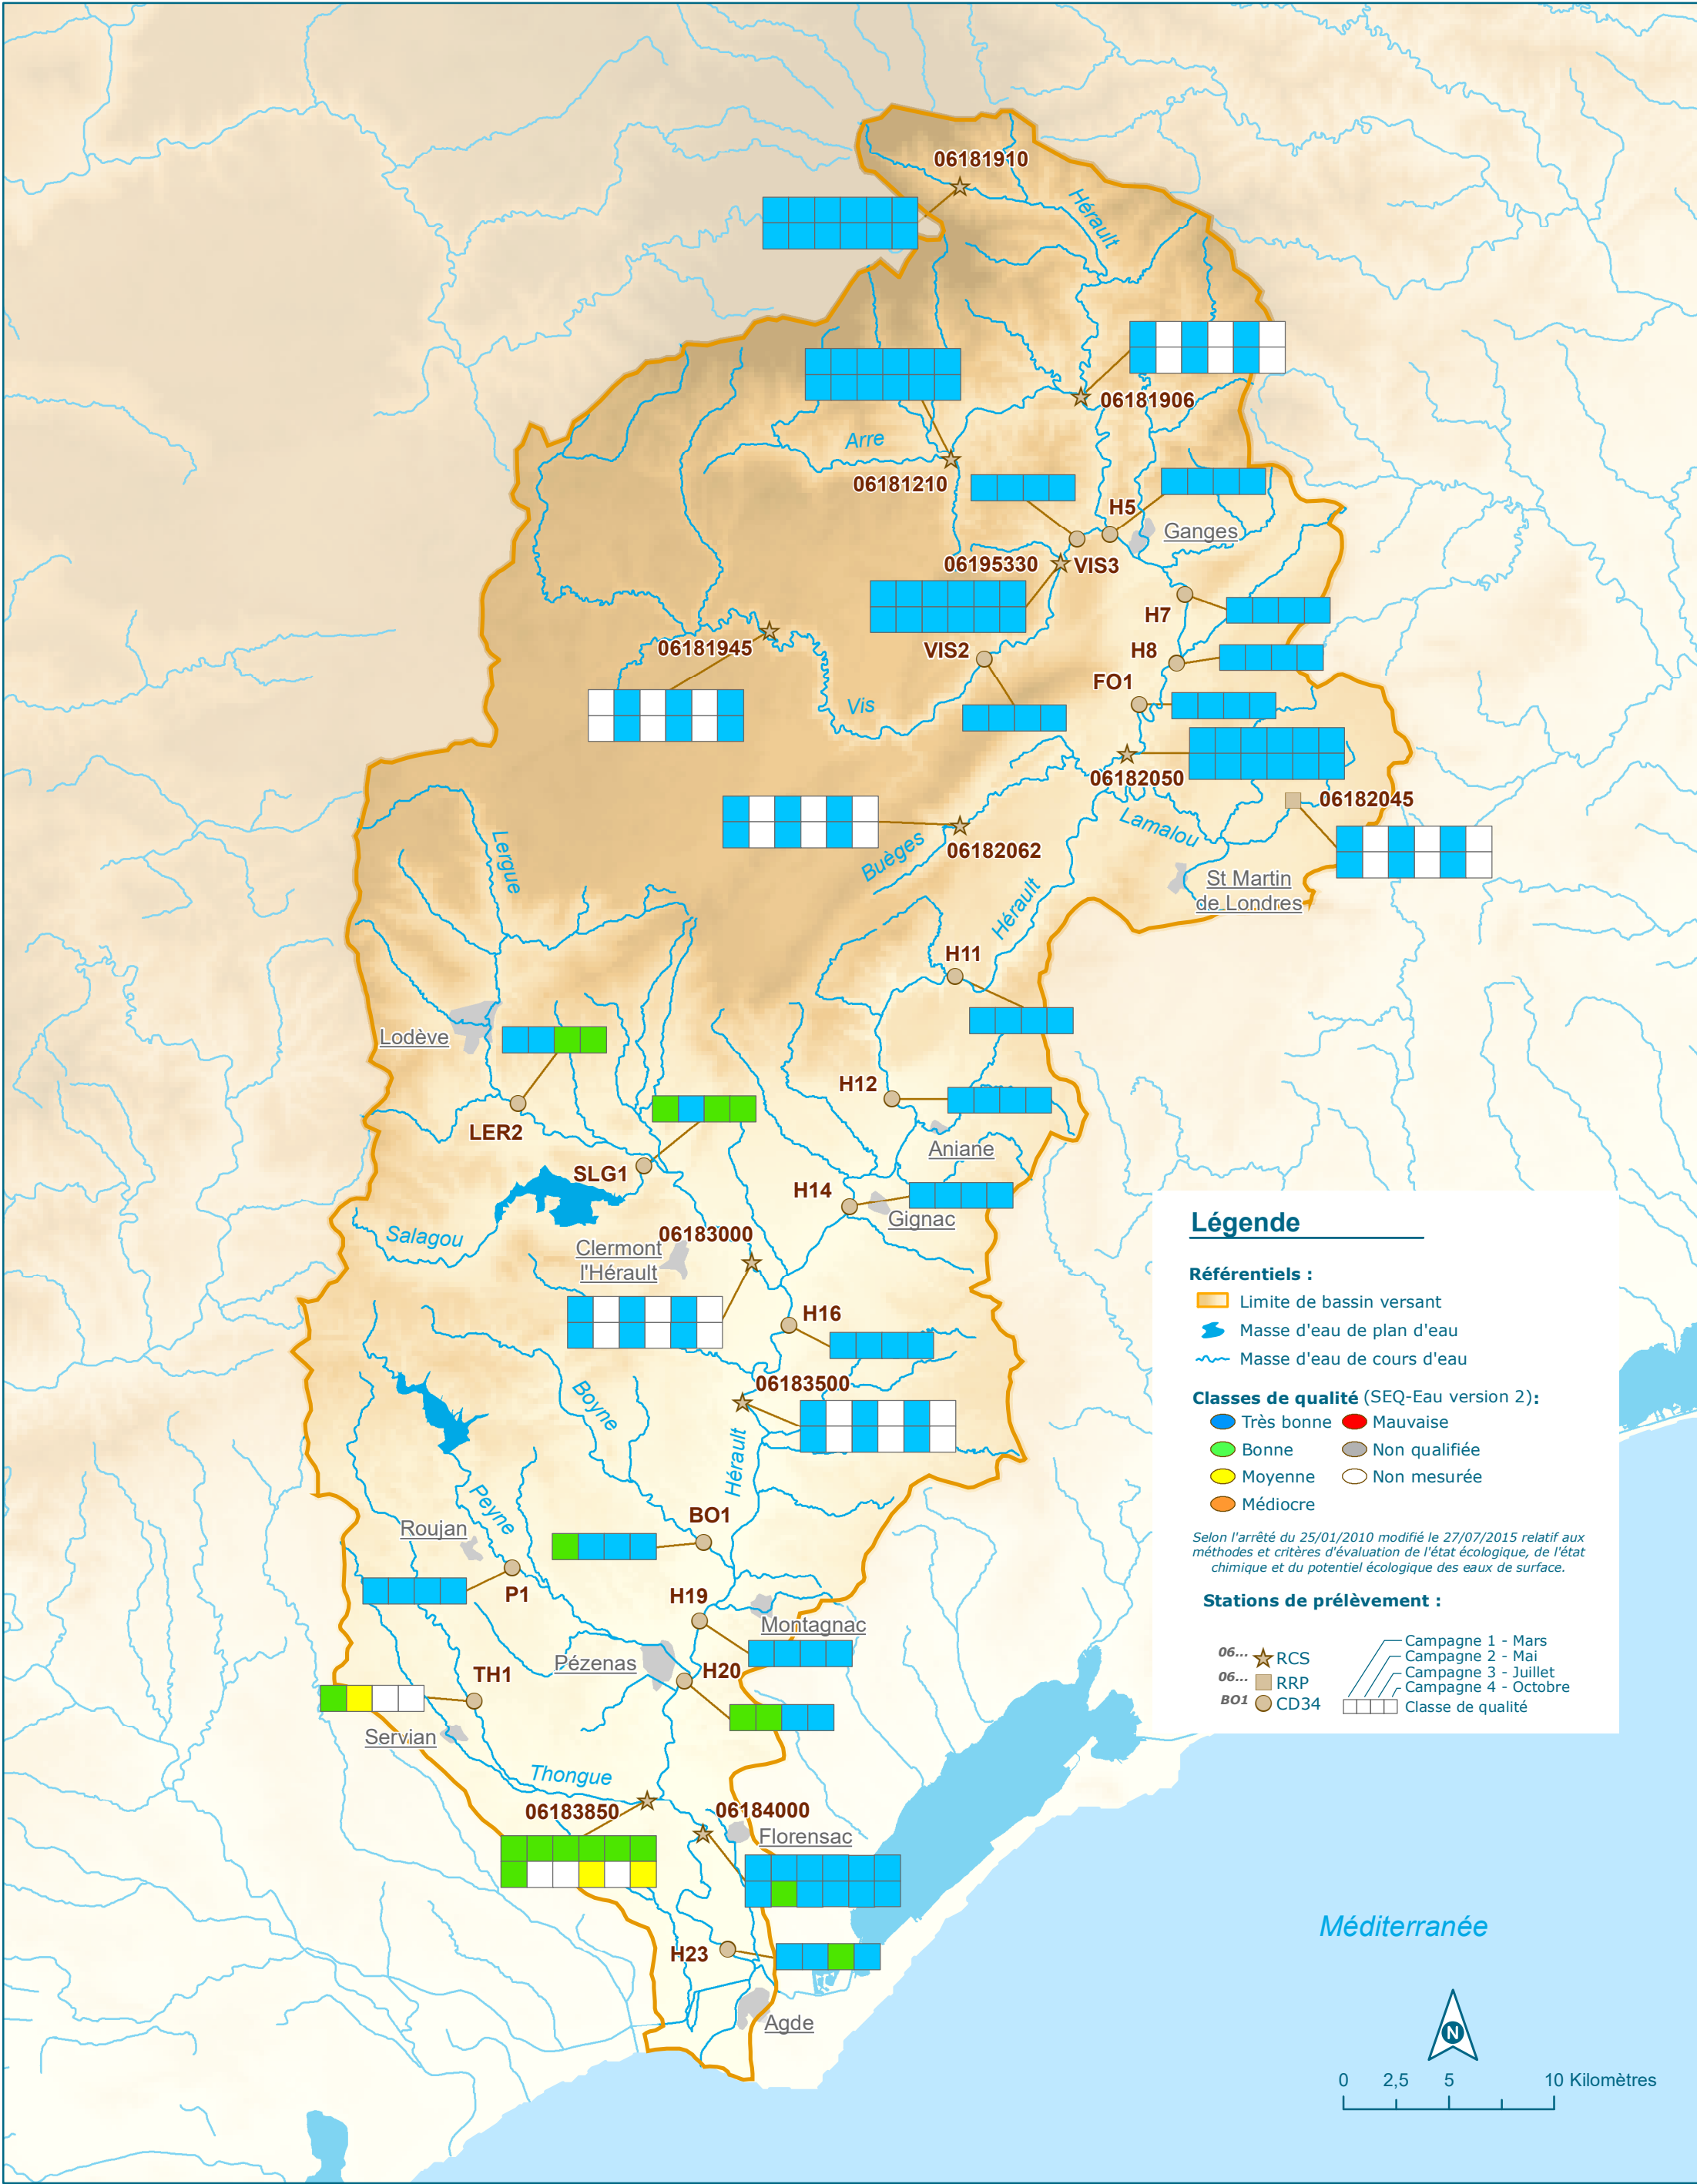 06181910
Hérault
06181906
Arre
06181210
H5
Ganges
06195330
VIS3
H7
06181945
VIS2
H8
FO1
Vis
06182050
06182045
Lamalou
Lergue
Buèges
06182062
St Martin
de Londres
Hérault
H11
Lodève
H12
LER2
Aniane
SLG1
H14
Gignac
Salagou
06183000
Clermont
l'Hérault
H16
06183500
Boyne
Hérault
Peyne
Roujan
BO1
P1
H19
Montagnac
Pézenas
H20
TH1
Servian
Thongue
06183850
06184000
Florensac
H23
Agde
Méditerranée
Légende
Référentiels :
Limite de bassin versant
Masse d'eau de plan d'eau
Masse d'eau de cours d'eau
Classes de qualité (SEQ-Eau version 2):
Très bonne
Mauvaise
Bonne
Non qualifiée
Moyenne
Non mesurée
Médiocre
Selon l'arrêté du 25/01/2010 modifié le 27/07/2015 relatif aux
méthodes et critères d'évaluation de l'état écologique, de l'état
chimique et du potentiel écologique des eaux de surface.
Stations de prélèvement :
06... RCS
06... RRP
BO1 CD34
Campagne 1 - Mars
Campagne 2 - Mai
Campagne 3 - Juillet
Campagne 4 - Octobre
Classe de qualité
N
0 2,5 5 10 Kilomètres